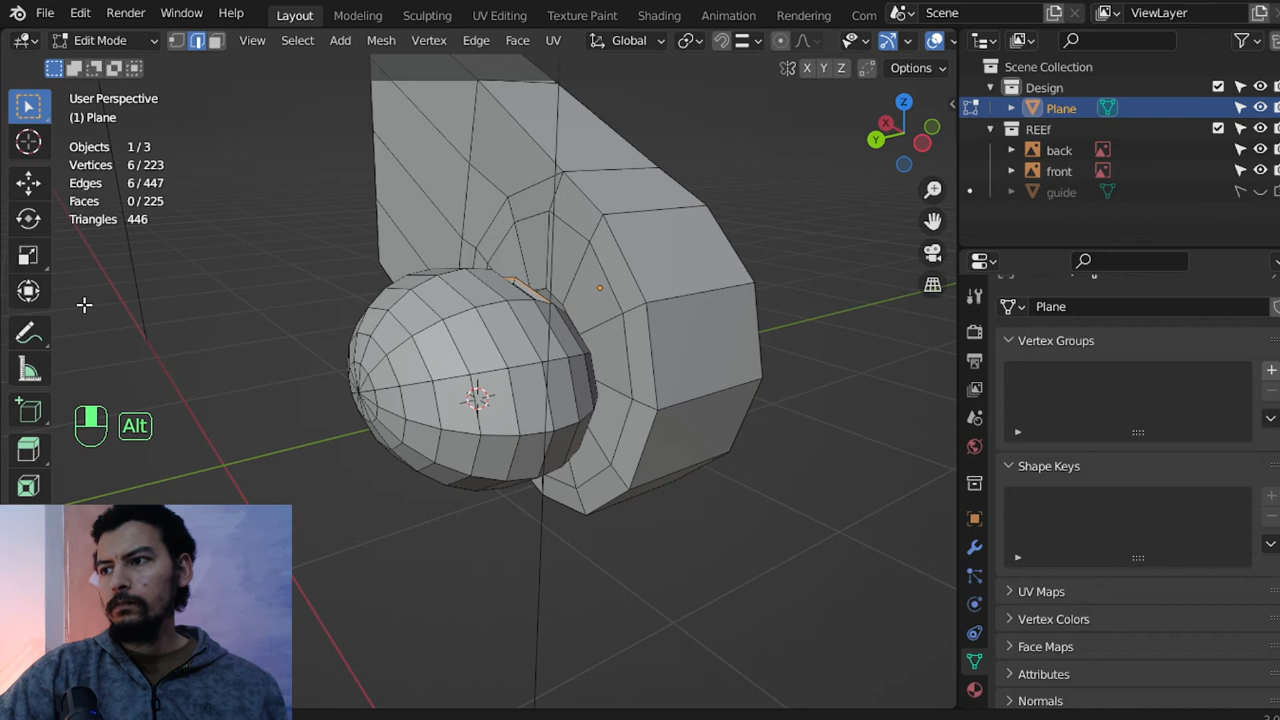 File Edit Render Window Help Layout Modeling Sculpting UV Editing Texture Paint Shading Animation Rendering Com Scene ViewLayer
Edit Mode View Select Add Mesh Vertex Edge Face UV Global
X Y Z Options
User Perspective
(1) Plane
Objects 1 / 3
Vertices 6 / 223
Edges 6 / 447
Faces 0 / 225
Triangles 446
Z
X
Y
Alt
Scene Collection
Design
Plane
REEf
back
front
guide
Plane
Vertex Groups
Shape Keys
UV Maps
Vertex Colors
Face Maps
Attributes
Normals